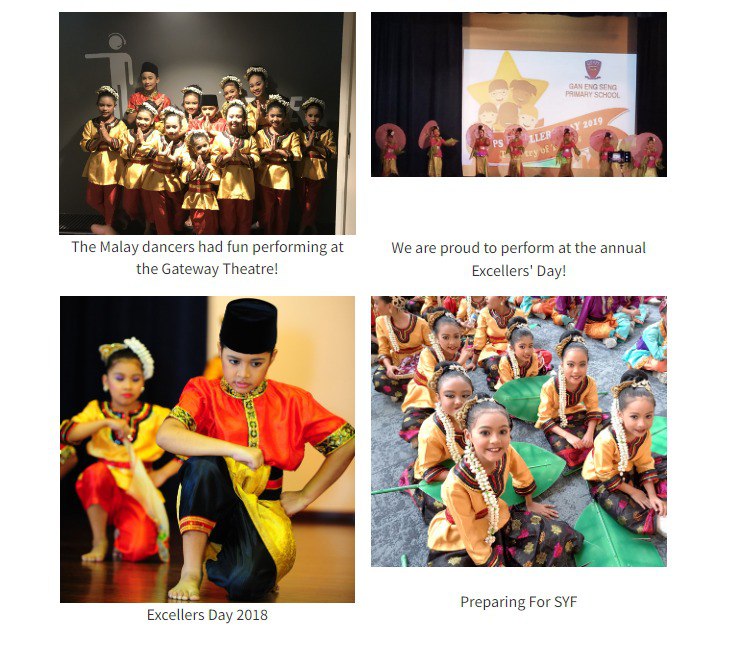 GAN ENG SENG
PRIMARY SCHOOL
The Malay dancers had fun performing at
the Gateway Theatre!
We are proud to perform at the annual
Excellers' Day!
Excellers Day 2018
Preparing For SYF